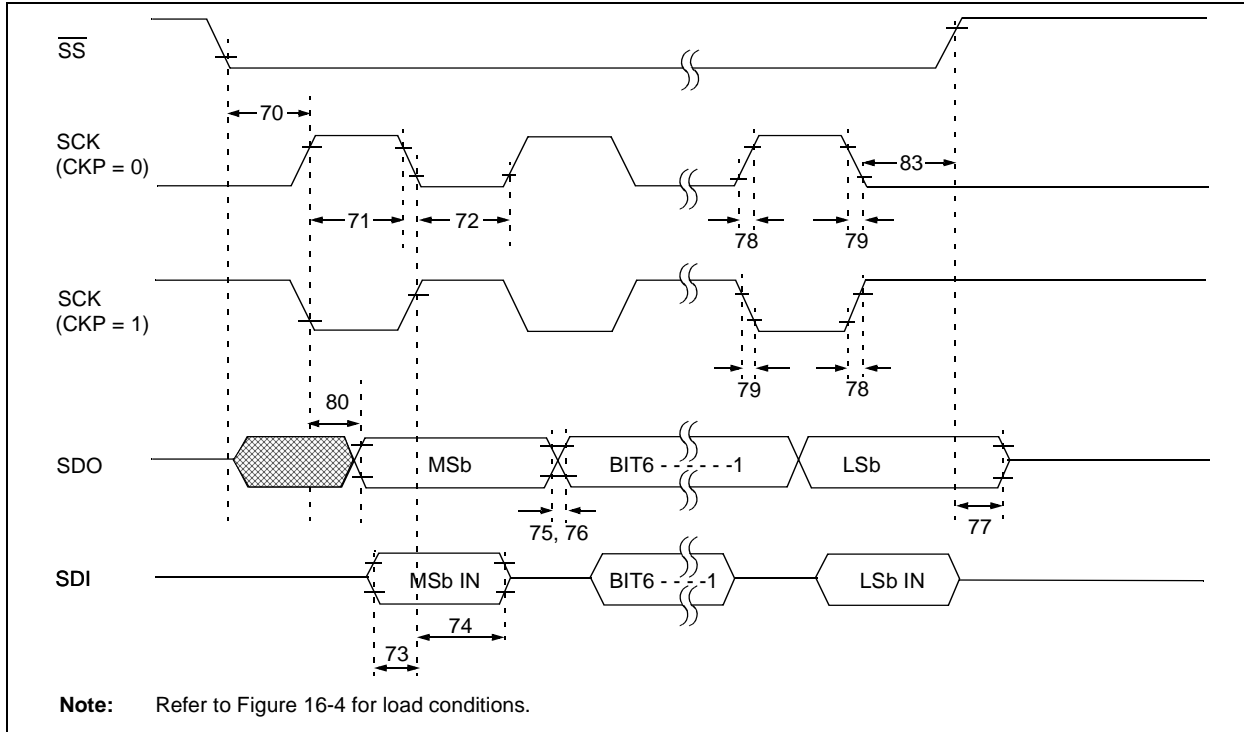 SS
70
SCK
(CKP = 0)
83
71
72
78
79
SCK
(CKP = 1)
79
78
80
SDO
MSb
BIT6 - - - - - -1
LSb
75, 76
77
SDI
MSb IN
BIT6 - - - - -1
LSb IN
74
73
Note: Refer to Figure 16-4 for load conditions.